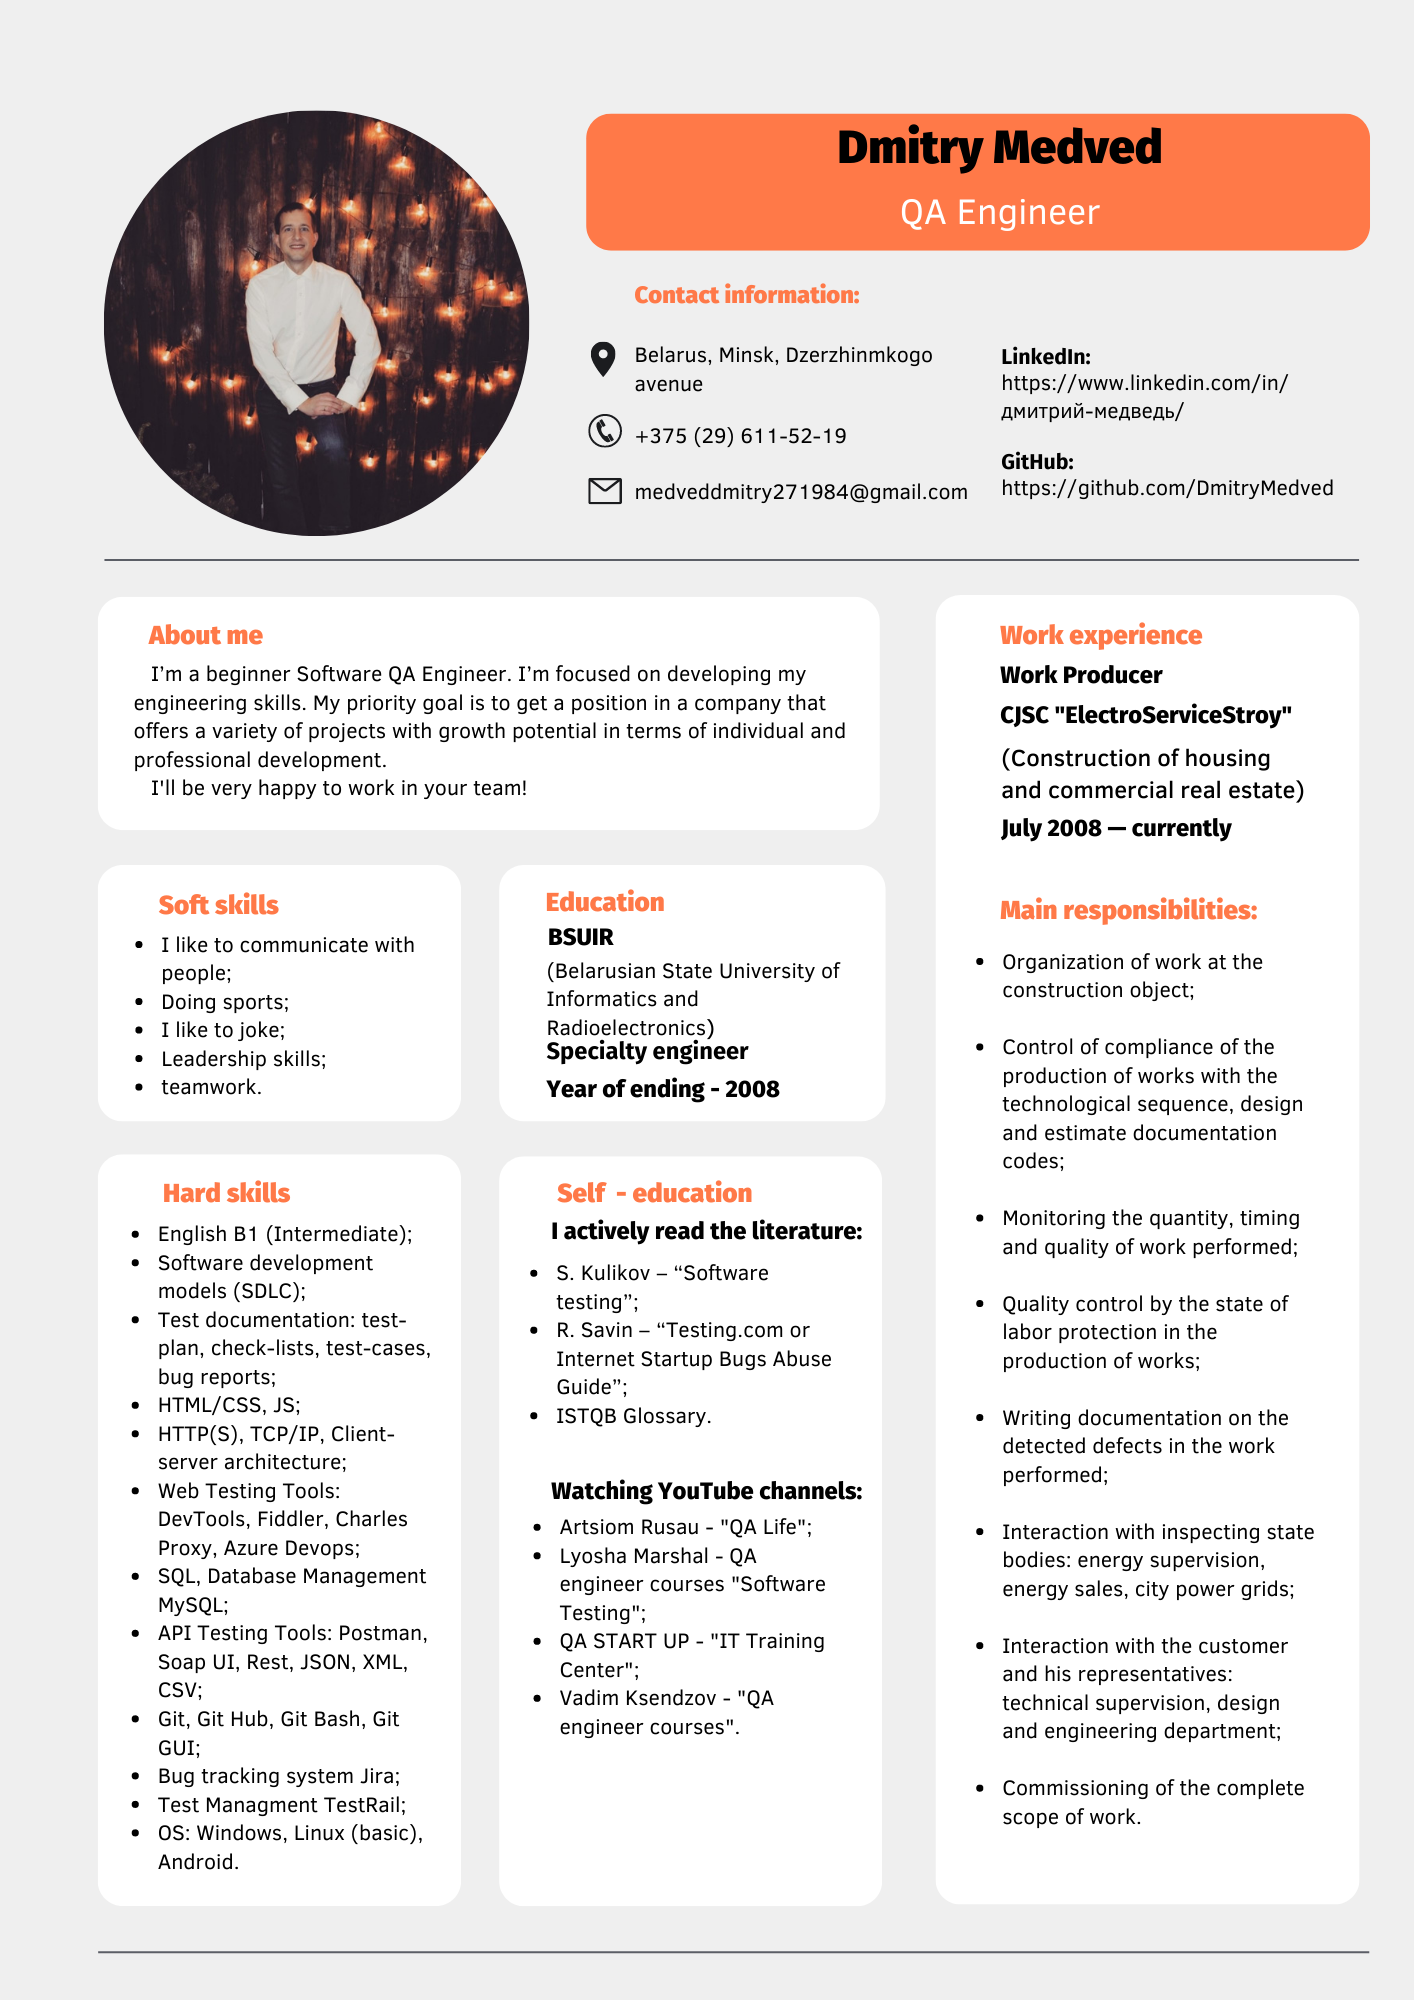 Dmitry Medved
QA Engineer
Contact information:
Belarus, Minsk, Dzerzhinmkogo
avenue
+375 (29) 611-52-19
medveddmitry271984@gmail.com
LinkedIn:
https://www.linkedin.com/in/
дмитрий-медведь/
GitHub:
https://github.com/DmitryMedved
About me
I’m a beginner Software QA Engineer. I’m focused on developing my
engineering skills. My priority goal is to get a position in a company that
offers a variety of projects with growth potential in terms of individual and
professional development.
I'll be very happy to work in your team!
Soft skills
• I like to communicate with
people;
• Doing sports;
• I like to joke;
• Leadership skills;
• teamwork.
Education
BSUIR
(Belarusian State University of
Informatics and
Radioelectronics)
Specialty engineer
Year of ending - 2008
Hard skills
• English B1 (Intermediate);
• Software development
models (SDLC);
• Test documentation: test-
plan, check-lists, test-cases,
bug reports;
• HTML/CSS, JS;
• HTTP(S), TCP/IP, Client-
server architecture;
• Web Testing Tools:
DevTools, Fiddler, Charles
Proxy, Azure Devops;
• SQL, Database Management
MySQL;
• API Testing Tools: Postman,
Soap UI, Rest, JSON, XML,
CSV;
• Git, Git Hub, Git Bash, Git
GUI;
• Bug tracking system Jira;
• Test Managment TestRail;
• OS: Windows, Linux (basic),
Android.
Self - education
I actively read the literature:
• S. Kulikov – “Software
testing”;
• R. Savin – “Testing.com or
Internet Startup Bugs Abuse
Guide”;
• ISTQB Glossary.
Watching YouTube channels:
• Artsiom Rusau - "QA Life";
• Lyosha Marshal - QA
engineer courses "Software
Testing";
• QA START UP - "IT Training
Center";
• Vadim Ksendzov - "QA
engineer courses".
Work experience
Work Producer
CJSC "ElectroServiceStroy"
(Construction of housing
and commercial real estate)
July 2008 — currently
Main responsibilities:
• Organization of work at the
construction object;
• Control of compliance of the
production of works with the
technological sequence, design
and estimate documentation
codes;
• Monitoring the quantity, timing
and quality of work performed;
• Quality control by the state of
labor protection in the
production of works;
• Writing documentation on the
detected defects in the work
performed;
• Interaction with inspecting state
bodies: energy supervision,
energy sales, city power grids;
• Interaction with the customer
and his representatives:
technical supervision, design
and engineering department;
• Commissioning of the complete
scope of work.